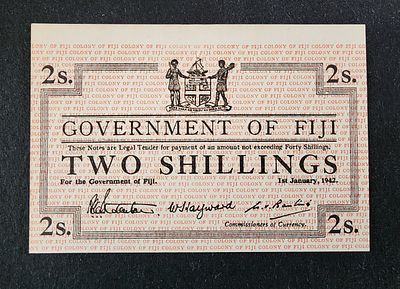 COLONY OF FIJI COLONY OF FIJI COLONY OF FIJI COLONY OF FIJI
2s. 2s.
GOVERNMENT OF FIJI
These Notes are Legal Tender for payment of an amount not exceeding Forty Shillings.
TWO SHILLINGS
For the Government of Fiji. 1st January, 1942
W Hayward
2s. 2s.
Commissioners of Currency.